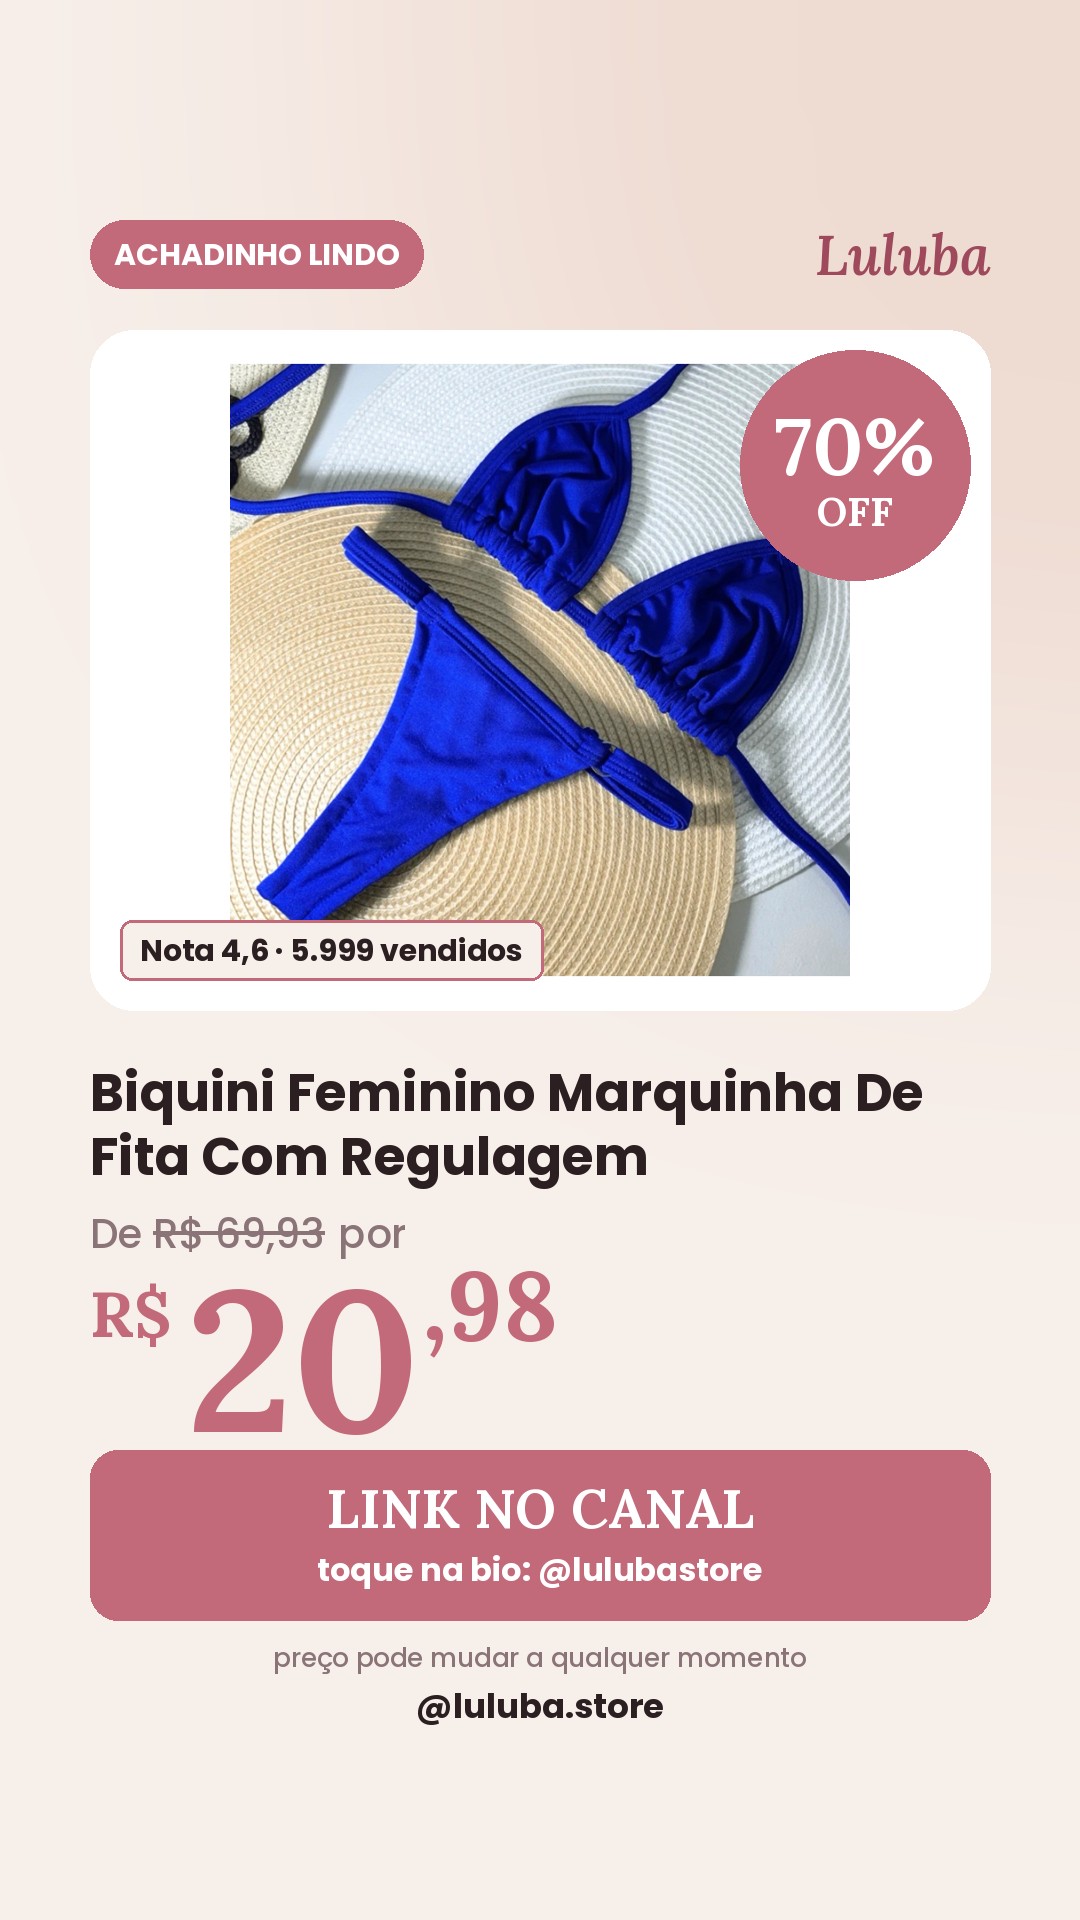 ACHADINHO LINDO
Luluba
70%
OFF
Nota 4,6 · 5.999 vendidos
Biquini Feminino Marquinha De
Fita Com Regulagem
De R$ 69,93 por
R$ 20,98
LINK NO CANAL
toque na bio: @lulubastore
preço pode mudar a qualquer momento
@luluba.store